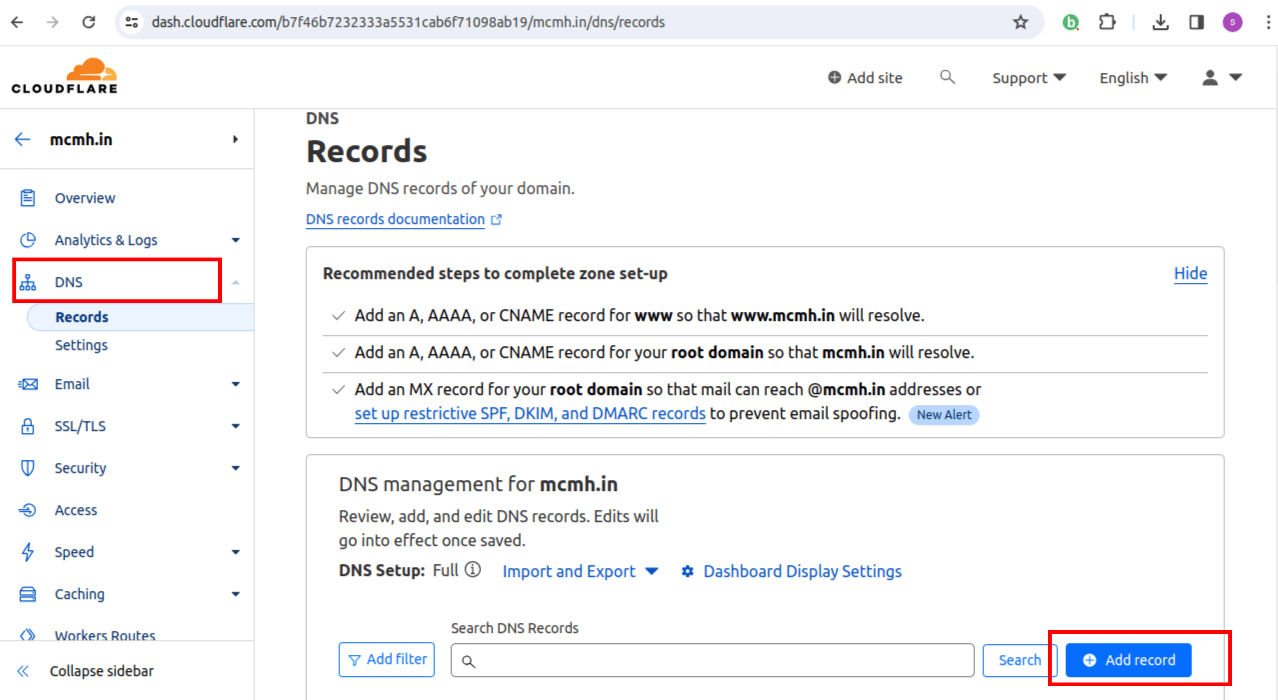 dash.cloudflare.com/b7f46b7232333a5531cab6f71098ab19/mcmh.in/dns/records
b
s
CLOUDFLARE
Add site
Support
English
mcmh.in
Overview
Analytics & Logs
DNS
Records
Settings
Email
SSL/TLS
Security
Access
Speed
Caching
Workers Routes
Collapse sidebar
DNS
Records
Manage DNS records of your domain.
DNS records documentation
Recommended steps to complete zone set-up
Hide
Add an A, AAAA, or CNAME record for www so that www.mcmh.in will resolve.
Add an A, AAAA, or CNAME record for your root domain so that mcmh.in will resolve.
Add an MX record for your root domain so that mail can reach @mcmh.in addresses or
set up restrictive SPF, DKIM, and DMARC records to prevent email spoofing. New Alert
DNS management for mcmh.in
Review, add, and edit DNS records. Edits will
go into effect once saved.
DNS Setup: Full Import and Export Dashboard Display Settings
Search DNS Records
Add filter
Search
Add record